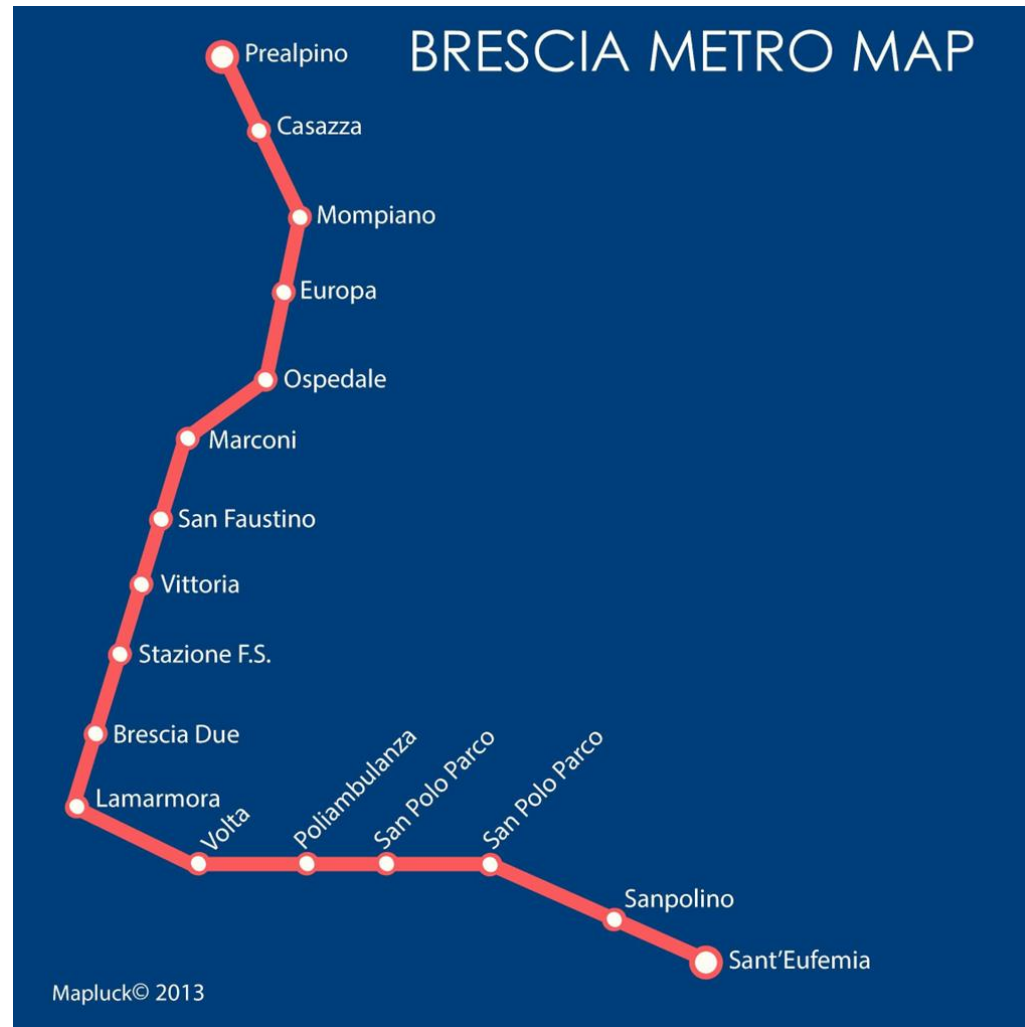 BRESCIA METRO MAP
Prealpino
Casazza
Mompiano
Europa
Ospedale
Marconi
San Faustino
Vittoria
Stazione F.S.
Brescia Due
Lamarmora
Volta
Poliambulanza
San Polo Parco
San Polo Parco
Sanpolino
Sant'Eufemia
Mapluck© 2013